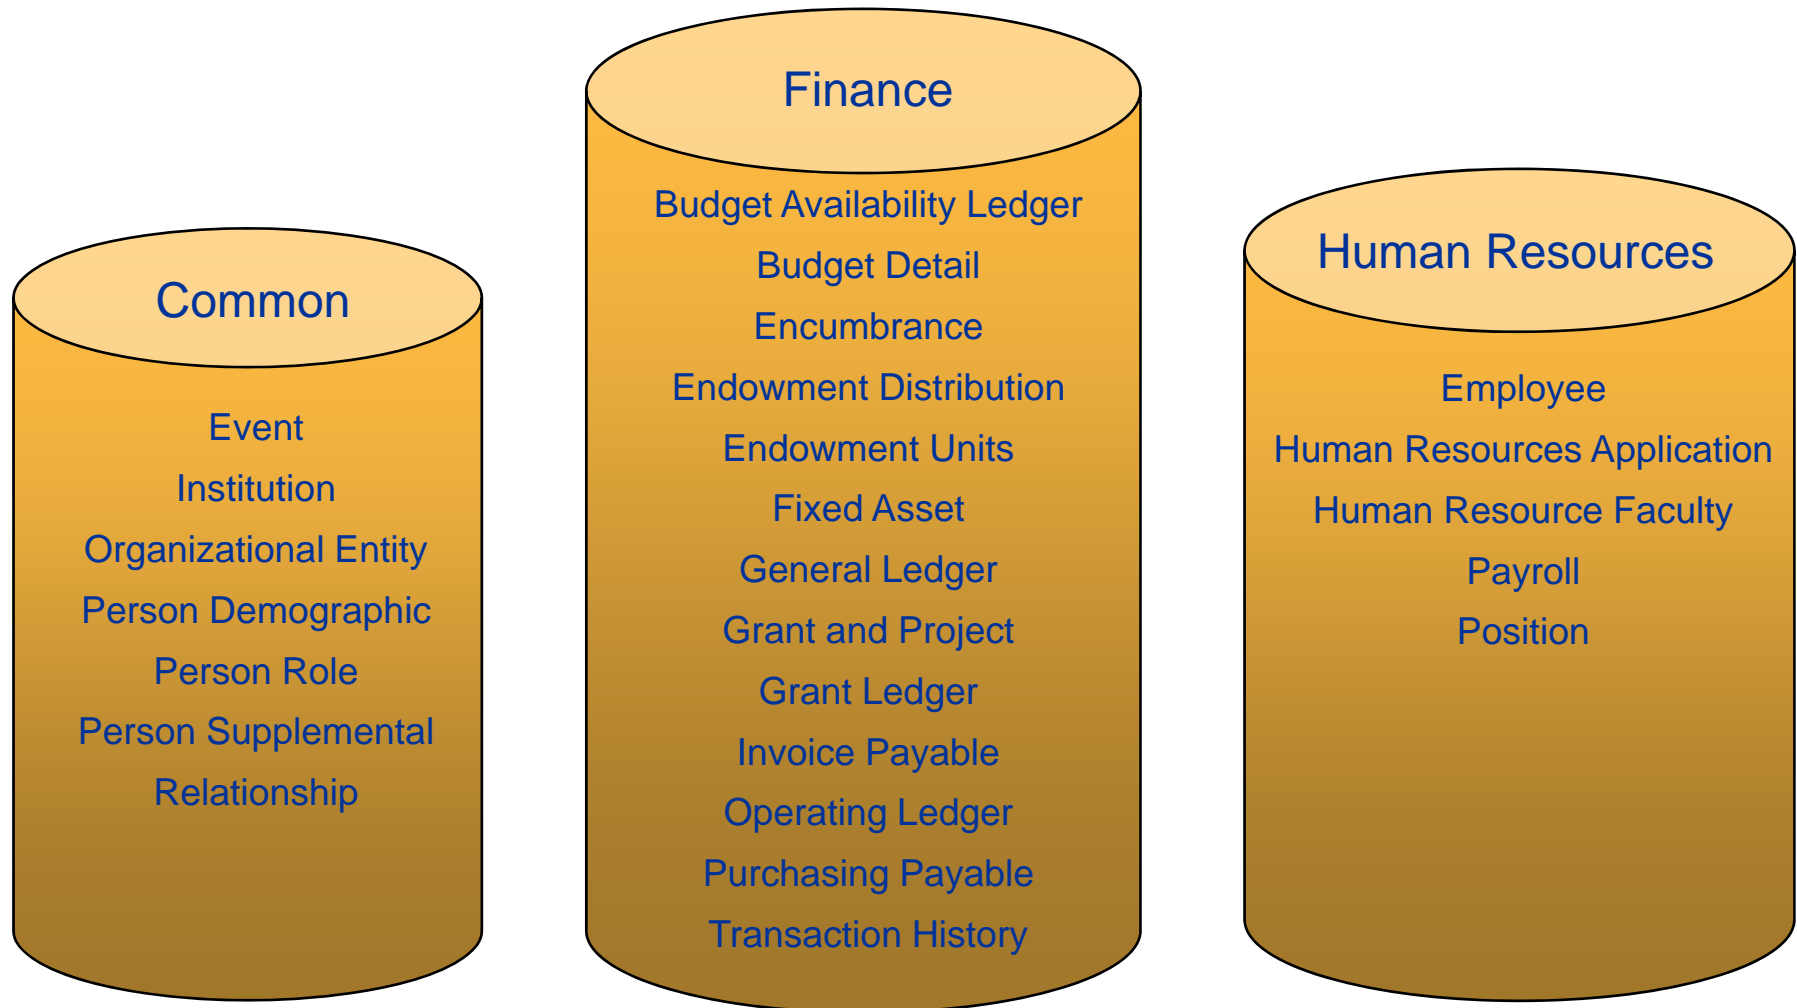 Common
Event
Institution
Organizational Entity
Person Demographic
Person Role
Person Supplemental
Relationship
Finance
Budget Availability Ledger
Budget Detail
Encumbrance
Endowment Distribution
Endowment Units
Fixed Asset
General Ledger
Grant and Project
Grant Ledger
Invoice Payable
Operating Ledger
Purchasing Payable
Transaction History
Human Resources
Employee
Human Resources Application
Human Resource Faculty
Payroll
Position